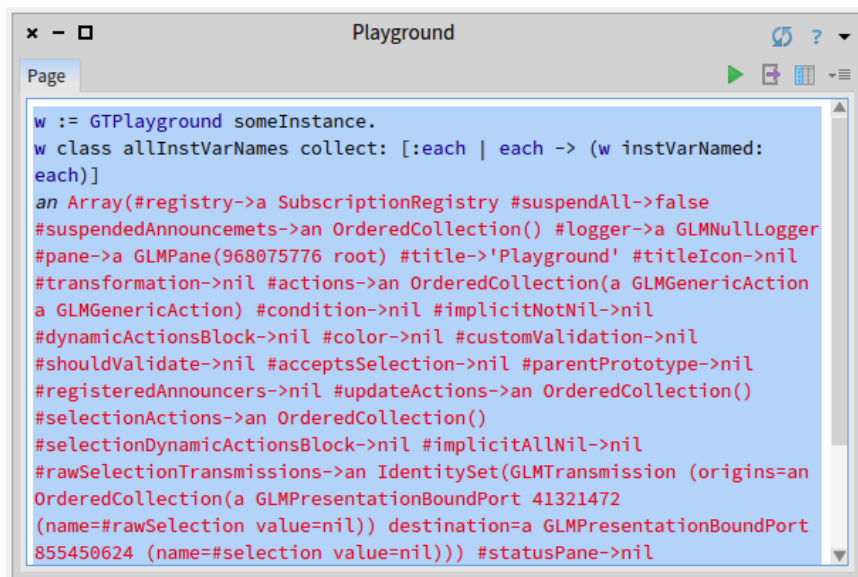 Playground
?
Page
w := GTPlayground someInstance.
w class allInstVarNames collect: [:each | each -> (w instVarNamed:
each)]
an Array(#registry->a SubscriptionRegistry #suspendAll->false
#suspendedAnnouncemets->an OrderedCollection() #logger->a GLMNullLogger
#pane->a GLMPane(968075776 root) #title->'Playground' #titleIcon->nil
#transformation->nil #actions->an OrderedCollection(a GLMGenericAction
a GLMGenericAction) #condition->nil #implicitNotNil->nil
#dynamicActionsBlock->nil #color->nil #customValidation->nil
#shouldValidate->nil #acceptsSelection->nil #parentPrototype->nil
#registeredAnnouncers->nil #updateActions->an OrderedCollection()
#selectionActions->an OrderedCollection()
#selectionDynamicActionsBlock->nil #implicitAllNil->nil
#rawSelectionTransmissions->an IdentitySet(GLMTransmission (origins=an
OrderedCollection(a GLMPresentationBoundPort 41321472
(name=#rawSelection value=nil)) destination=a GLMPresentationBoundPort
855450624 (name=#selection value=nil))) #statusPane->nil